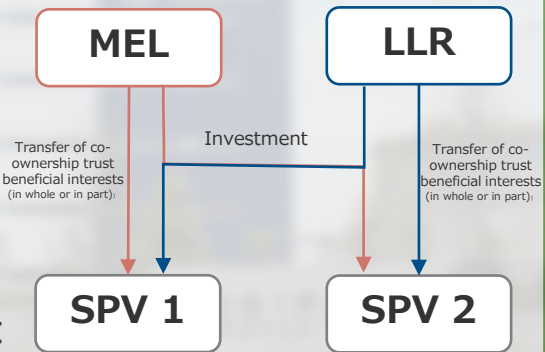 MEL
LLR
Investment
Transfer of co-
ownership trust
beneficial interests
(in whole or in part))
Transfer of co-
ownership trust
beneficial interests
(in whole or in part))
SPV 1
SPV 2